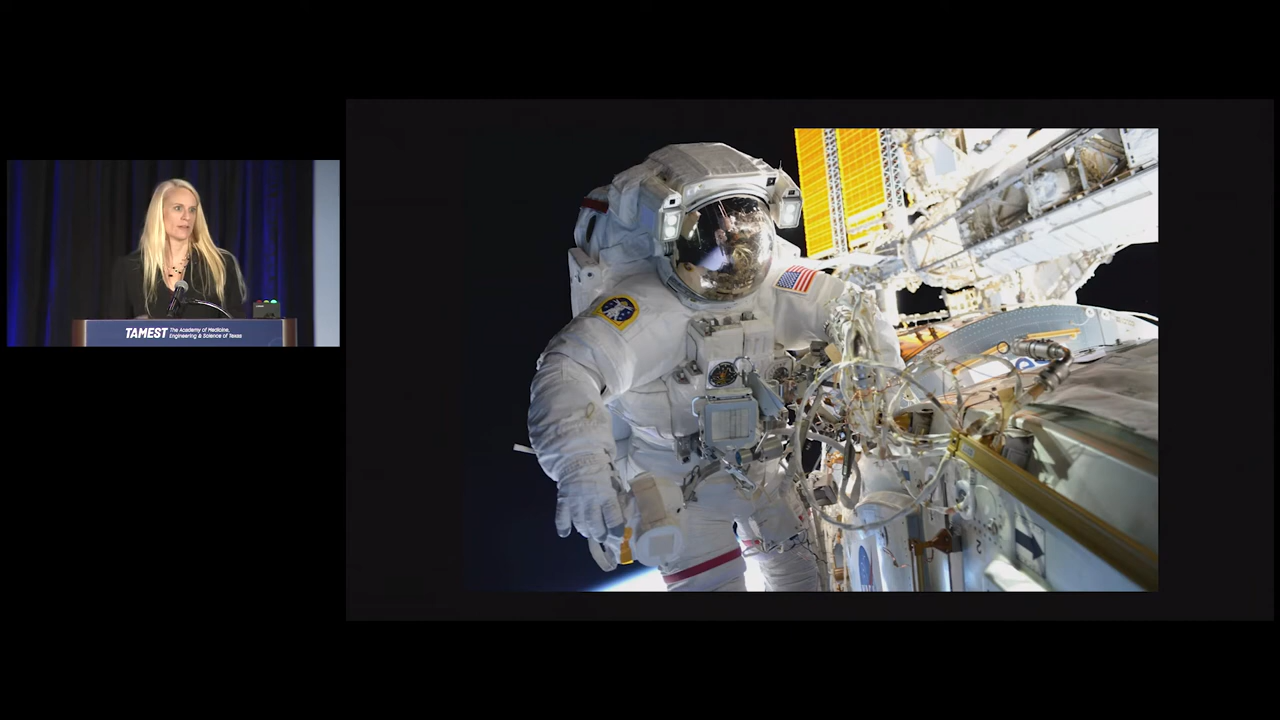 TAMEST The Academy of Medicine,
Engineering & Science of Texas